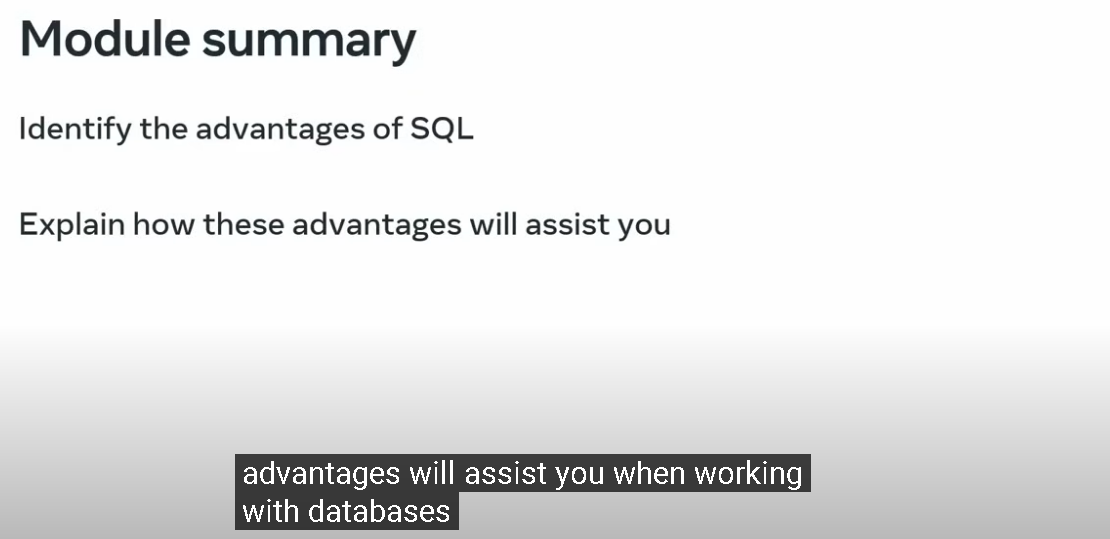 Module summary
Identify the advantages of SQL
Explain how these advantages will assist you
advantages will assist you when working
with databases